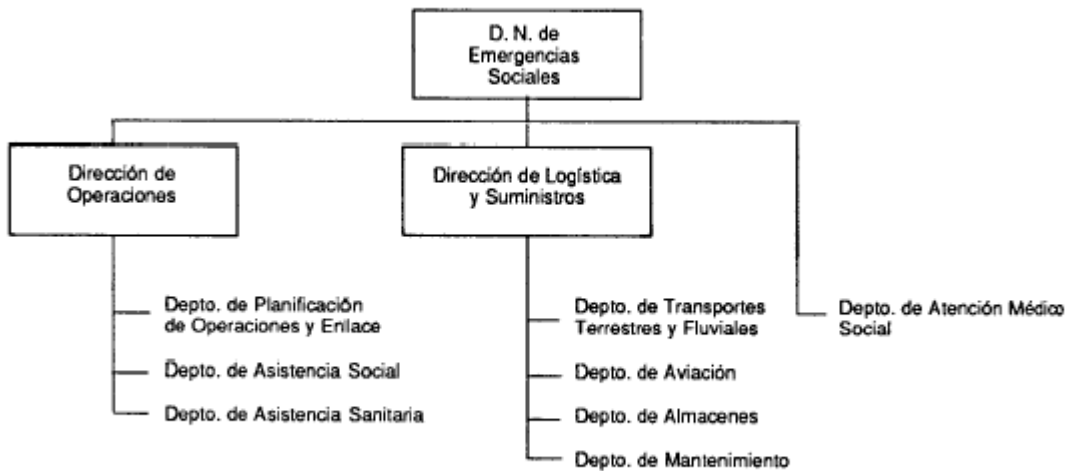 D. N. de
Emergencias
Sociales
Dirección de
Operaciones
Dirección de Logística
y Suministros
Depto. de Planificación
de Operaciones y Enlace
Depto. de Asistencia Social
Depto. de Asistencia Sanitaria
Depto. de Transportes
Terrestres y Fluviales
Depto. de Aviación
Depto. de Almacenes
Depto. de Mantenimiento
Depto. de Atención Médico
Social